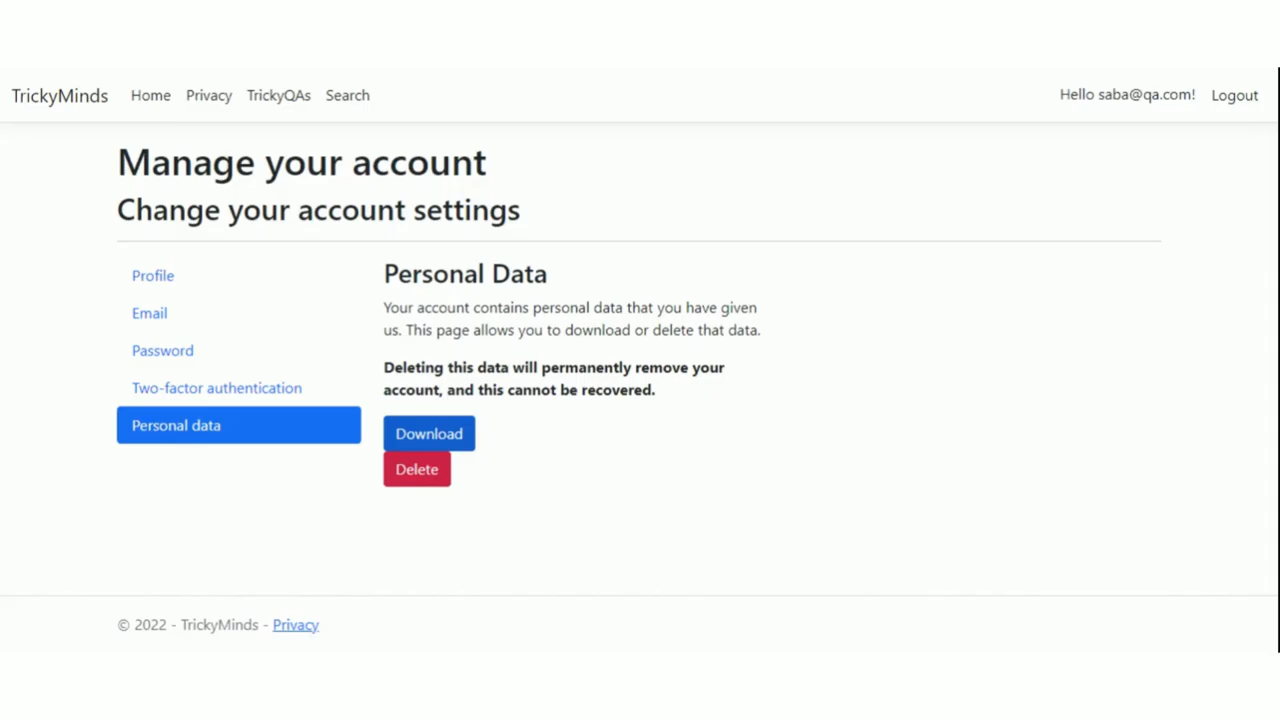 TrickyMinds Home Privacy TrickyQAs Search Hello saba@qa.com! Logout
Manage your account
Change your account settings
Profile
Email
Password
Two-factor authentication
Personal data
Personal Data
Your account contains personal data that you have given
us. This page allows you to download or delete that data.
Deleting this data will permanently remove your
account, and this cannot be recovered.
Download
Delete
© 2022 - TrickyMinds - Privacy